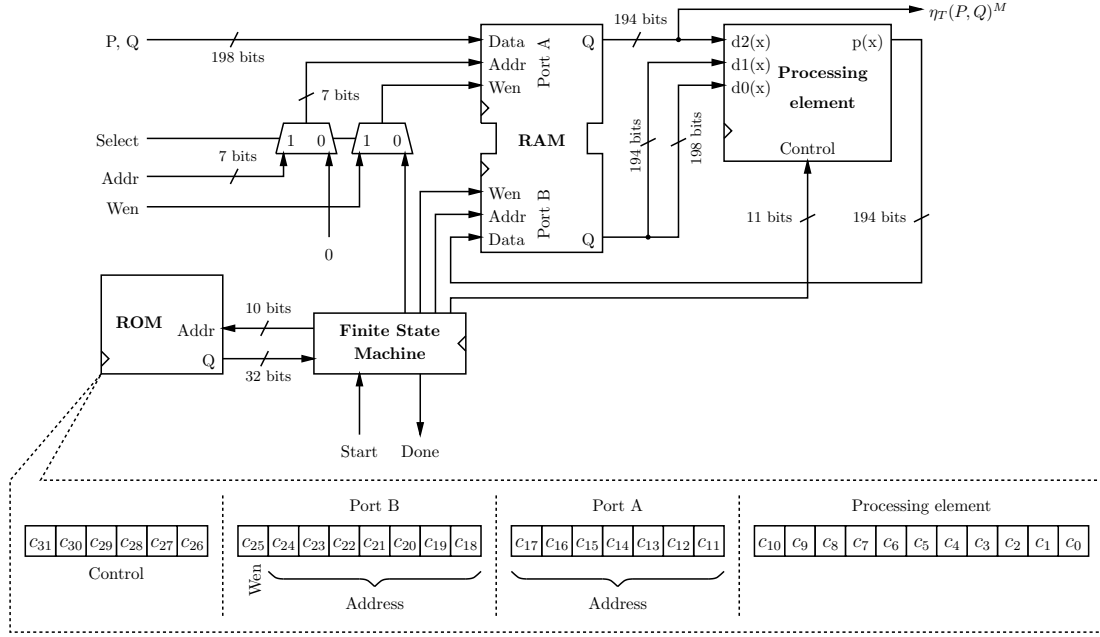 194 bits
η_T(P, Q)^M
P, Q
198 bits
Data
Addr
Wen
Port A
Q
d2(x)
d1(x)
d0(x)
p(x)
Processing
element
Control
7 bits
Select
1 0
1 0
7 bits
Addr
Wen
0
RAM
Wen
Addr
Data
Port B
Q
194 bits
198 bits
11 bits
194 bits
ROM
Addr
Q
10 bits
32 bits
Finite State
Machine
Start
Done
Port B
Port A
Processing element
c31 c30 c29 c28 c27 c26
c25 c24 c23 c22 c21 c20 c19 c18
c17 c16 c15 c14 c13 c12 c11
c10 c9 c8 c7 c6 c5 c4 c3 c2 c1 c0
Control
Wen
Address
Address